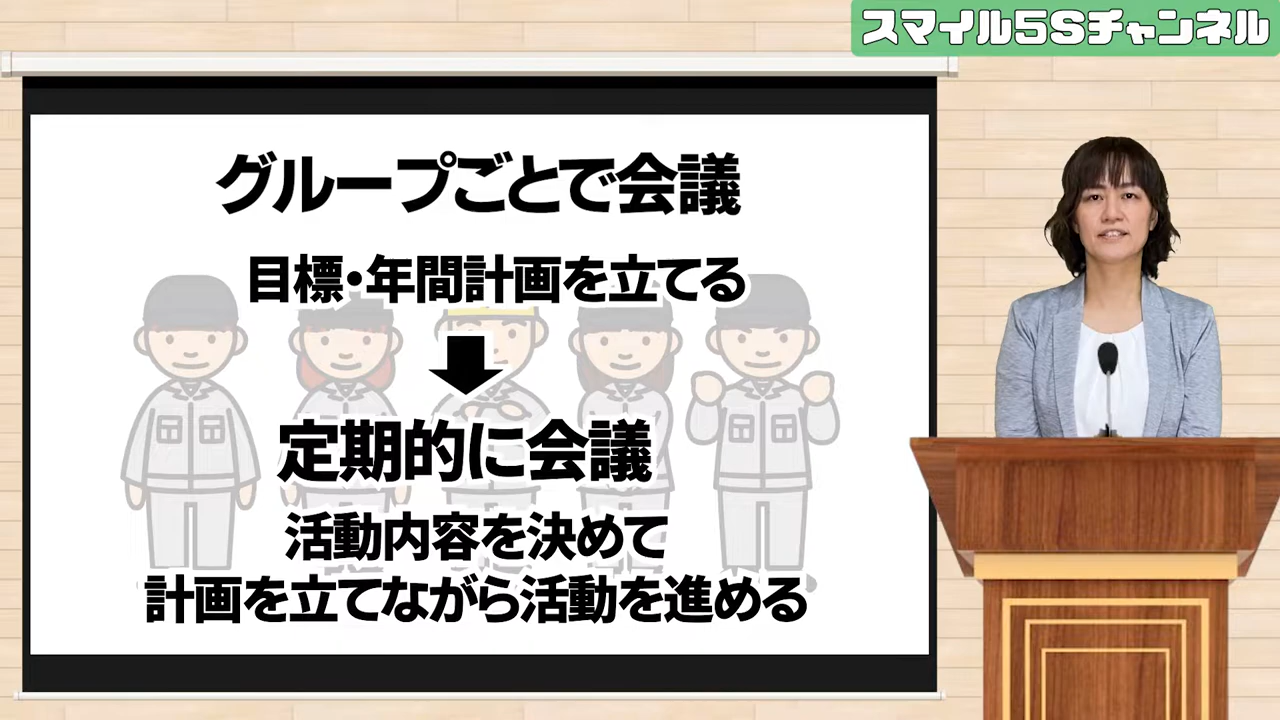 スマイル5Sチャンネル
グループごとで会議
目標・年間計画を立てる
定期的に会議
活動内容を決めて
計画を立てながら活動を進める